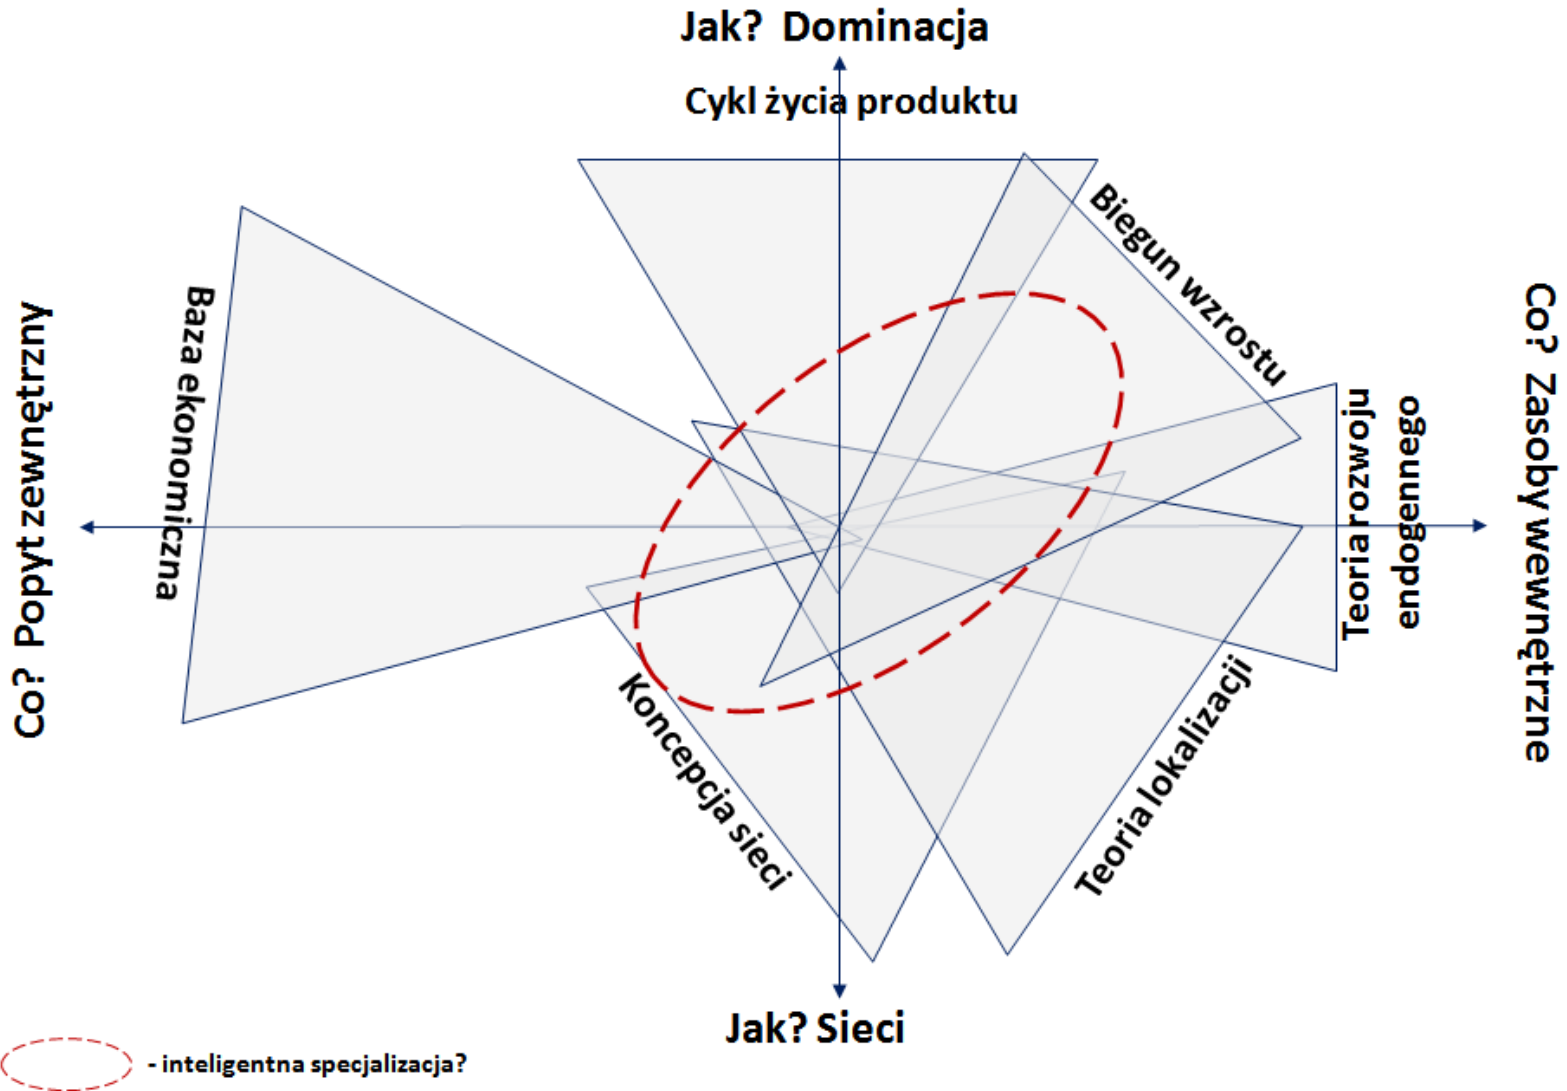 Jak?  Dominacja
Cykl życia produktu
Biegun wzrostu
Baza ekonomiczna
Co?  Popyt zewnętrzny
Co?  Zasoby wewnętrzne
Teoria rozwoju
endogennego
Teoria lokalizacji
Koncepcja sieci
Jak? Sieci
- inteligentna specjalizacja?